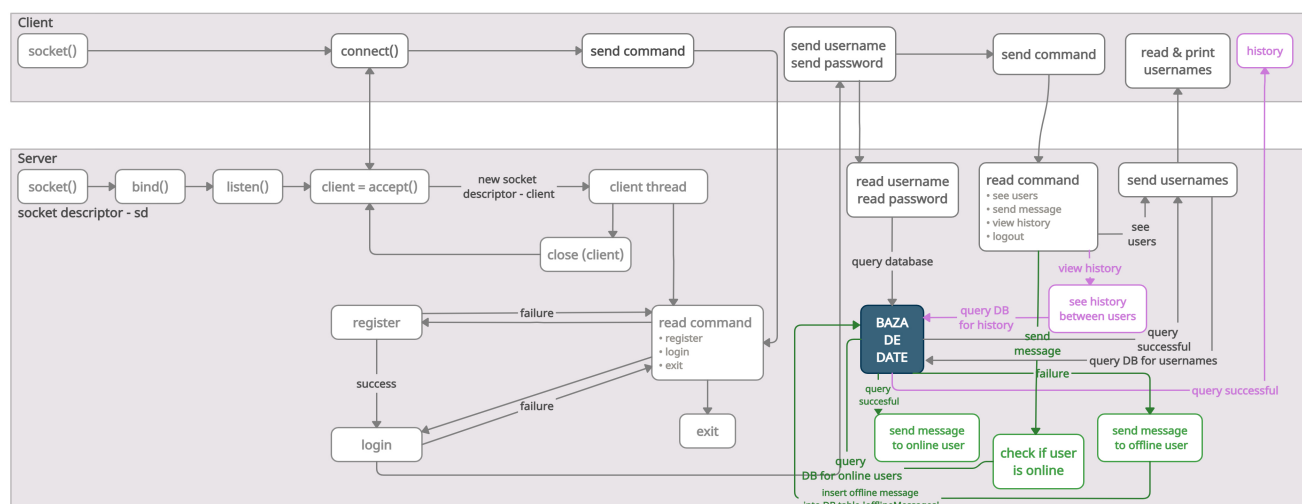 Client
socket()
connect()
send command
send username
send password
send command
read & print
usernames
history
Server
socket()
bind()
listen()
client = accept()
new socket
descriptor - client
client thread
read username
read password
read command
• see users
• send message
• view history
• logout
send usernames
socket descriptor - sd
see
users
close (client)
query database
view history
register
failure
read command
• register
• login
• exit
BAZA
DE
DATE
query DB
for history
see history
between users
send
message
query
successful
query DB for usernames
success
failure
failure
query
succesful
query successful
login
exit
send message
to online user
check if user
is online
send message
to offline user
query
DB for online users
insert offline message
into DB table